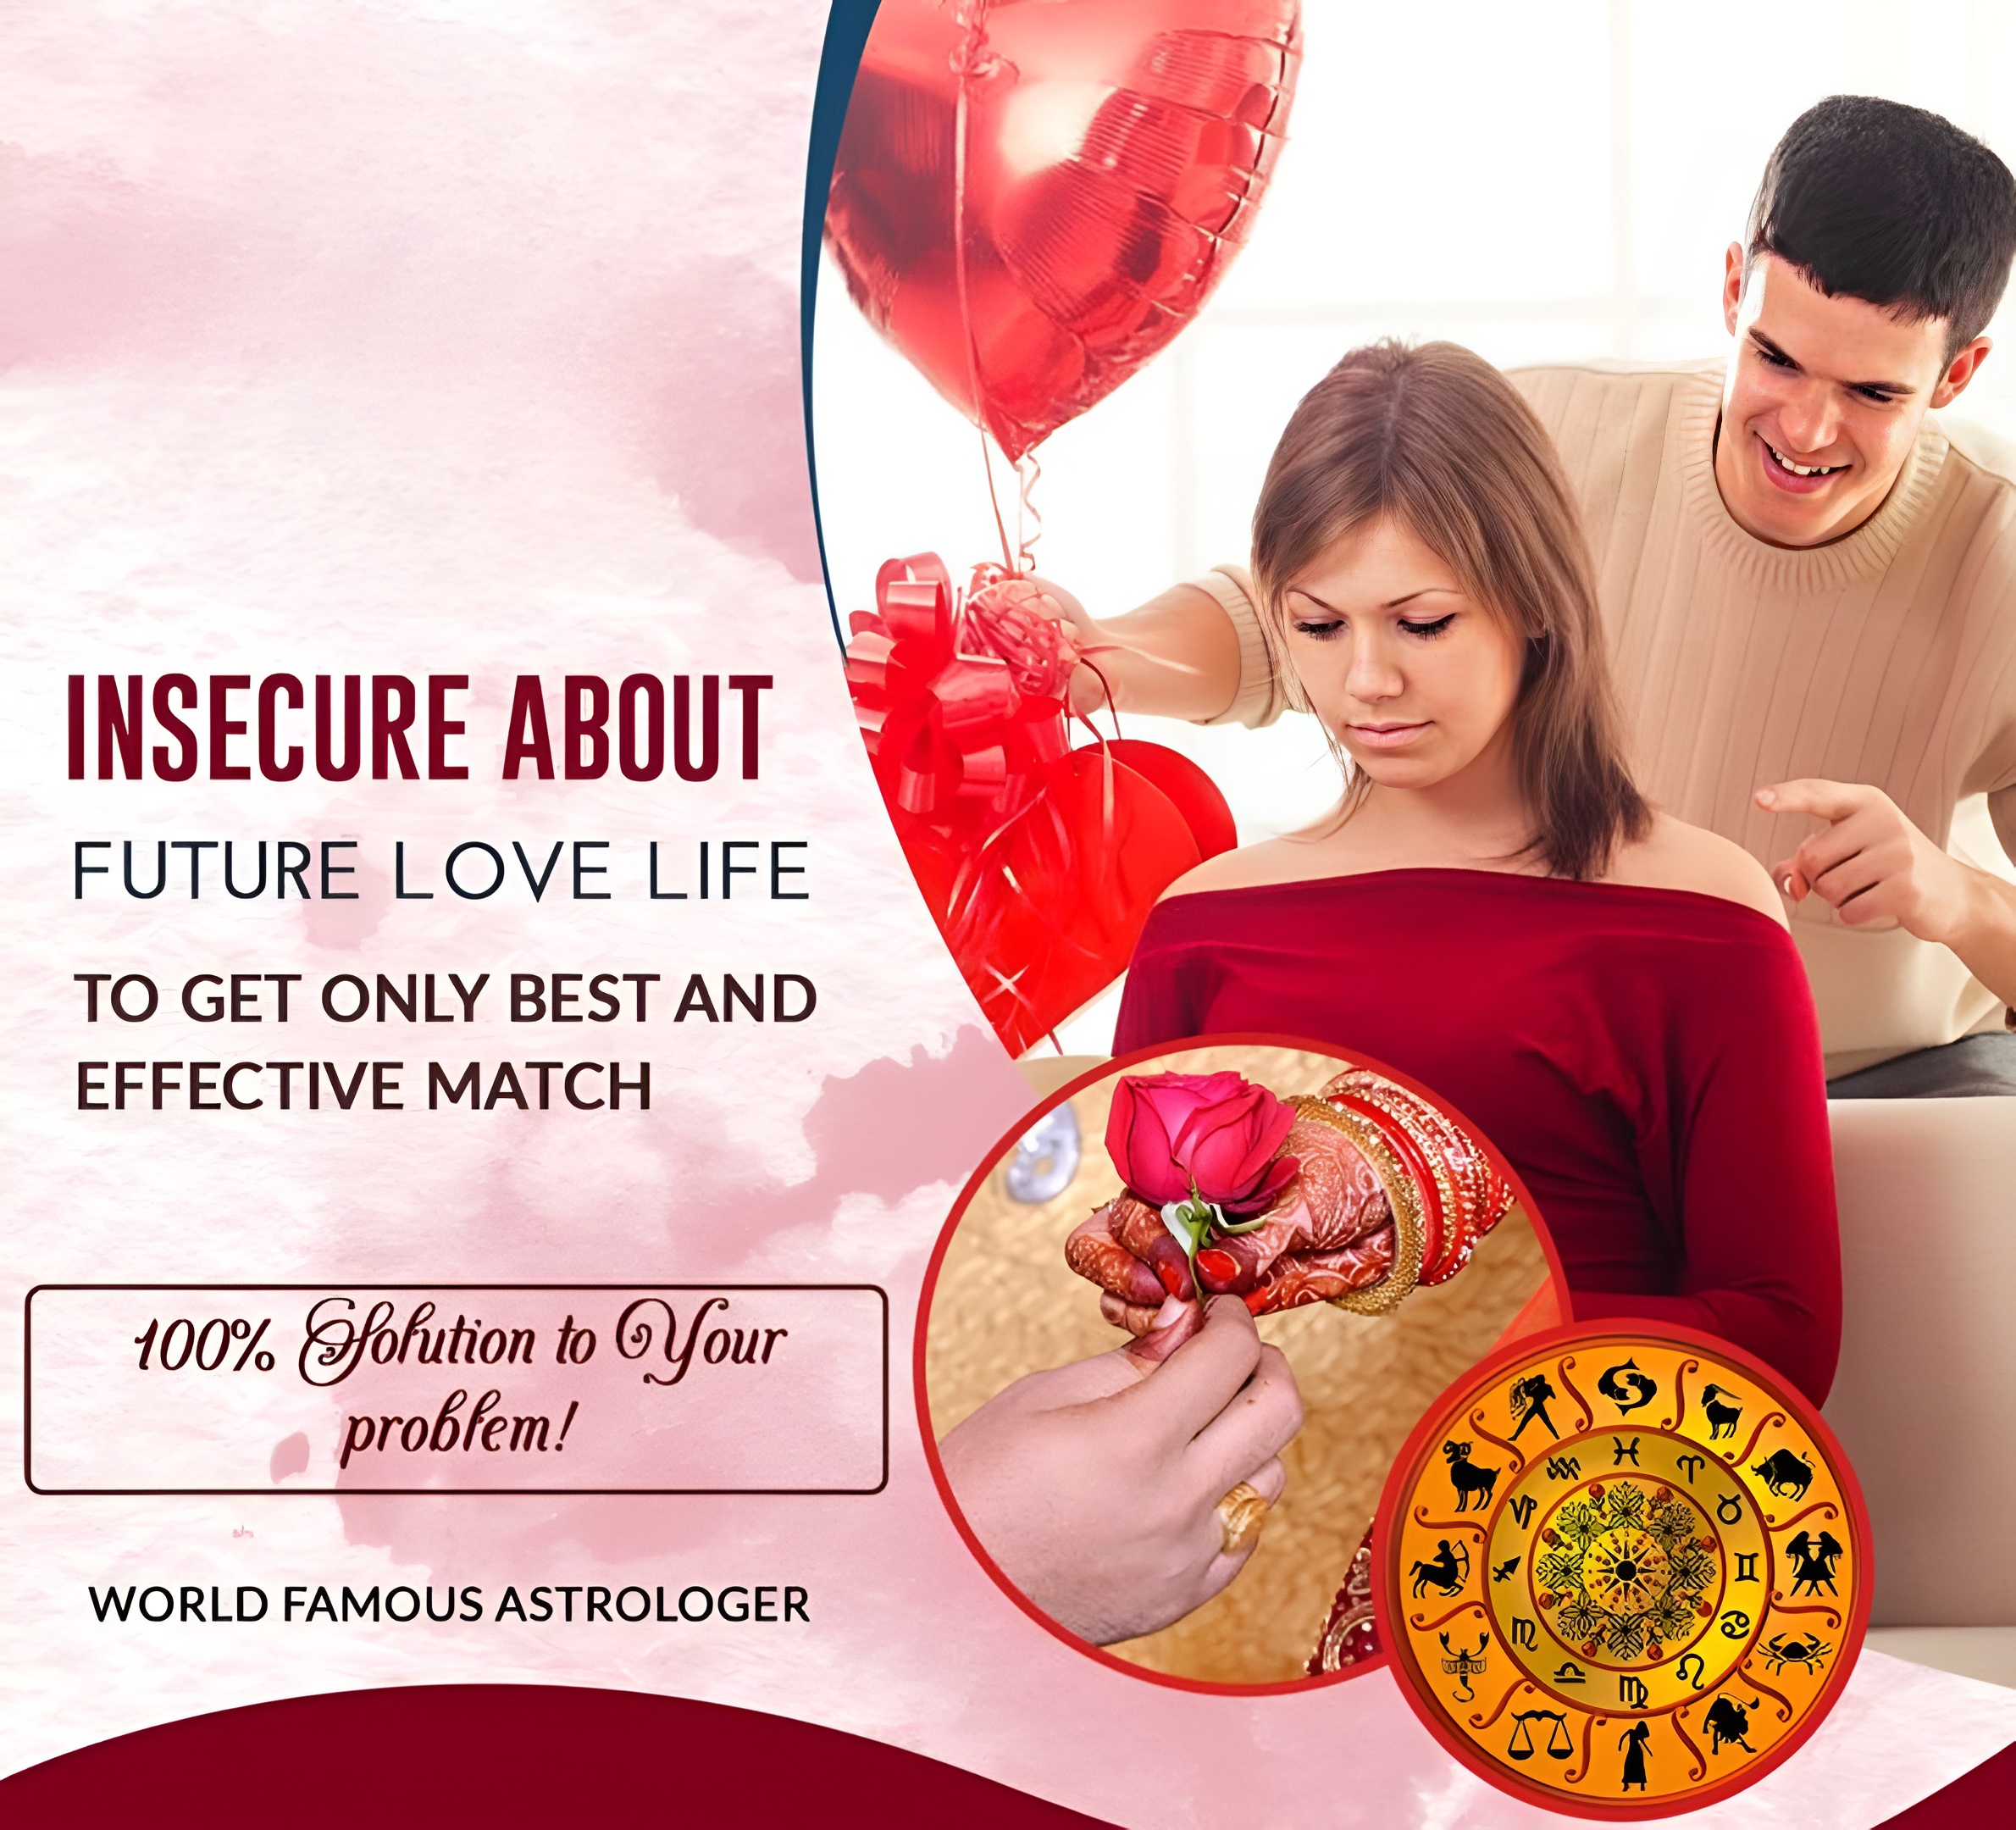 INSECURE ABOUT
FUTURE LOVE LIFE
TO GET ONLY BEST AND
EFFECTIVE MATCH
100% Solution to Your
problem!
WORLD FAMOUS ASTROLOGER